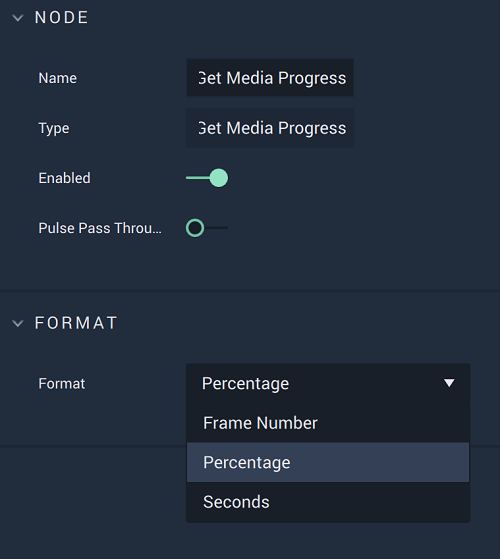 NODE
Name
Get Media Progress
Type
Get Media Progress
Enabled
Pulse Pass Throu...
FORMAT
Format
Percentage
Frame Number
Percentage
Seconds